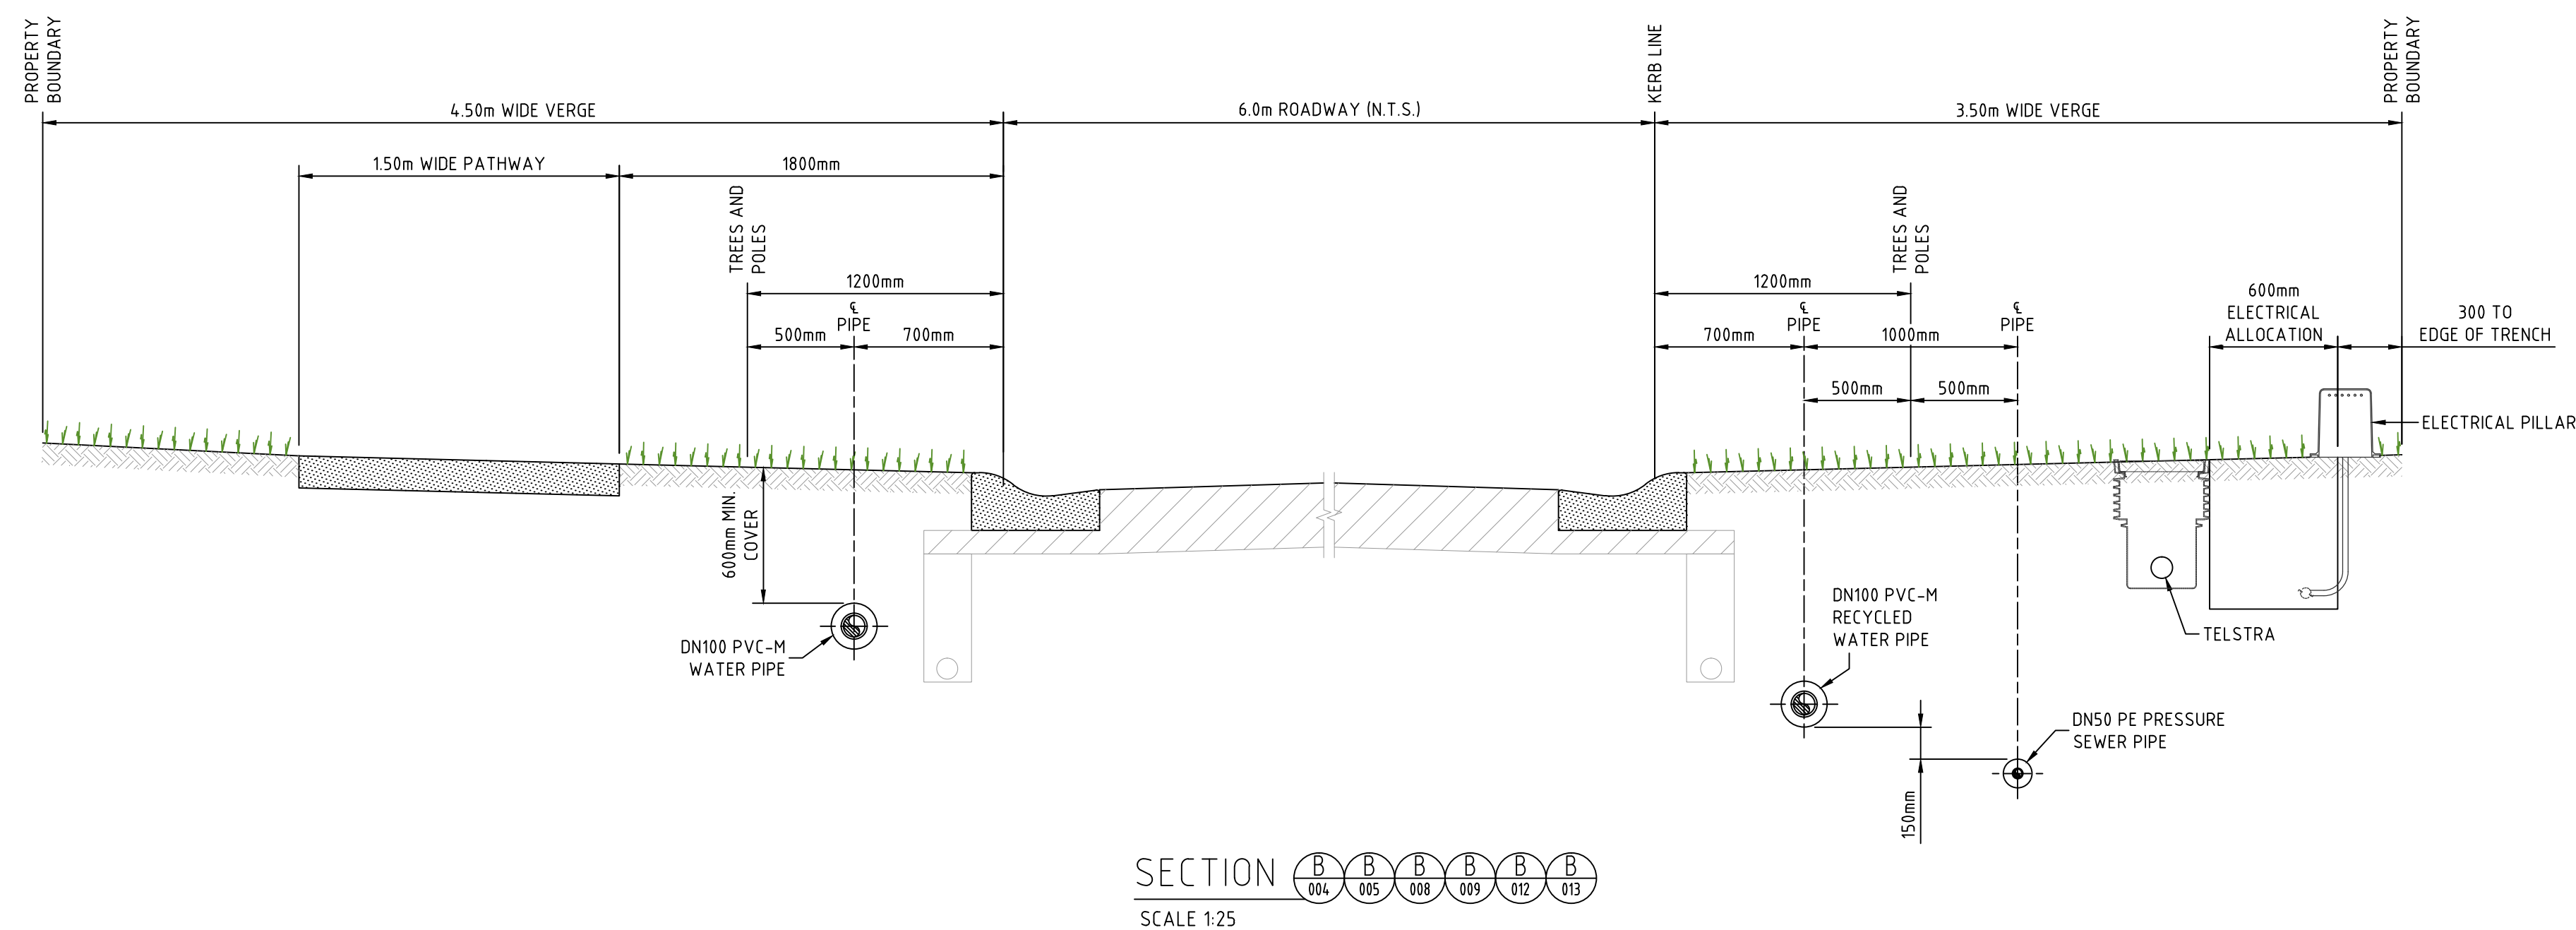 PROPERTY
BOUNDARY
KERB LINE
PROPERTY
BOUNDARY
4.50m WIDE VERGE
6.0m ROADWAY (N.T.S.)
3.50m WIDE VERGE
1.50m WIDE PATHWAY
1800mm
TREES AND
POLES
1200mm
℄
PIPE
500mm
700mm
TREES AND
POLES
1200mm
℄
PIPE
700mm
1000mm
℄
PIPE
500mm
500mm
600mm
ELECTRICAL
ALLOCATION
300 TO
EDGE OF TRENCH
ELECTRICAL PILLAR
600mm MIN.
COVER
DN100 PVC-M
WATER PIPE
DN100 PVC-M
RECYCLED
WATER PIPE
TELSTRA
DN50 PE PRESSURE
SEWER PIPE
150mm
SECTION
B B B B B B
004 005 008 009 012 013
SCALE 1:25